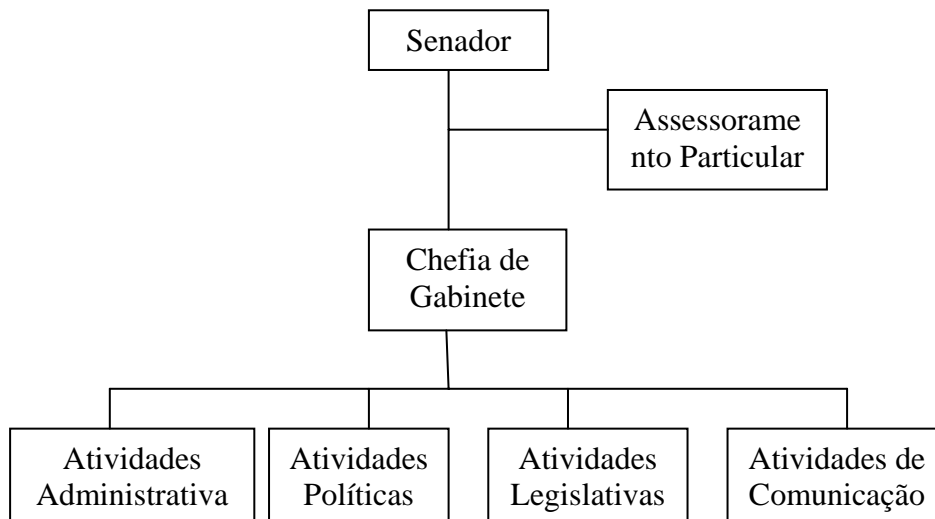 Senador
Assessorame
nto Particular
Chefia de
Gabinete
Atividades
Administrativa
Atividades
Políticas
Atividades
Legislativas
Atividades de
Comunicação